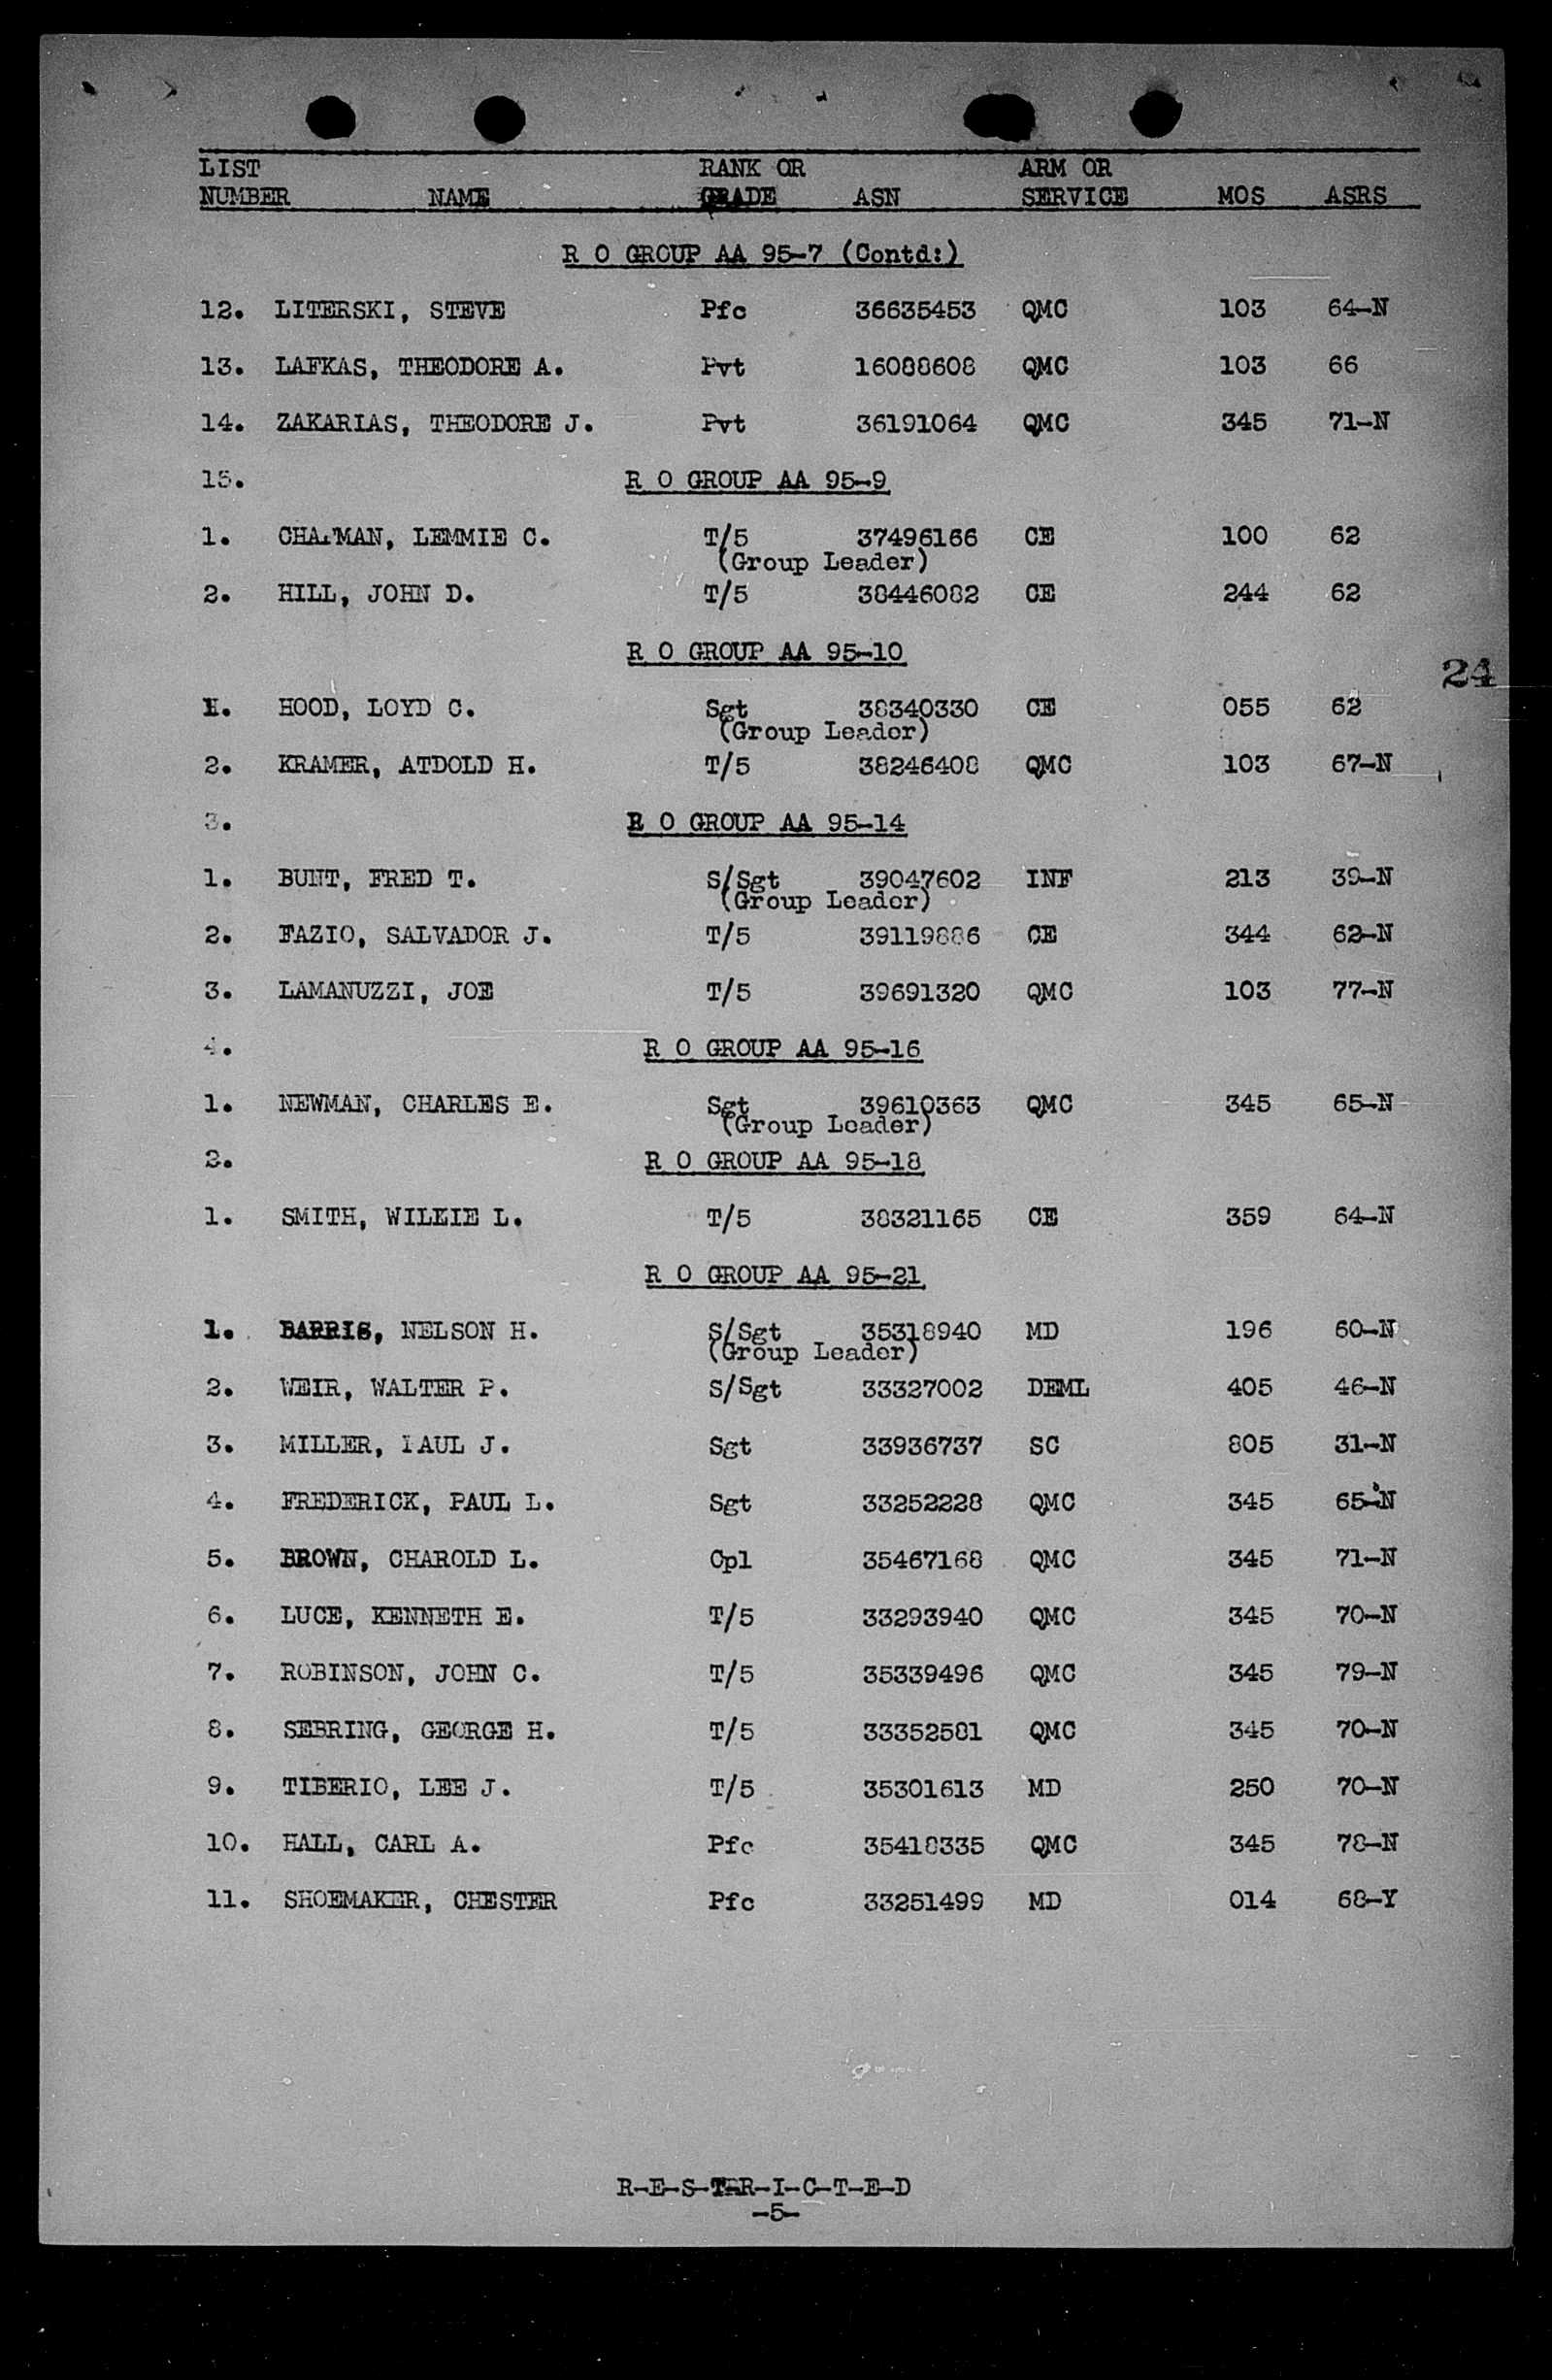 LIST RANK OR ARM OR
NUMBER NAME GRADE ASN SERVICE MOS ASRS
R O GROUP AA 95-7 (Contd:)
12. LITERSKI, STEVE Pfc 36635453 QMC 103 64-N
13. LAFKAS, THEODORE A. Pvt 16088608 QMC 103 66
14. ZAKARIAS, THEODORE J. Pvt 36191064 QMC 345 71-N
15. R O GROUP AA 95-9
1. CHAPMAN, LEMMIE C. T/5 37496166 CE 100 62
(Group Leader)
2. HILL, JOHN D. T/5 38446082 CE 244 62
R O GROUP AA 95-10
24
1. HOOD, LOYD C. Sgt 38340330 CE 055 62
(Group Leader)
2. KRAMER, ATDOLD H. T/5 38246408 QMC 103 67-N
3. R O GROUP AA 95-14
1. BUNT, FRED T. S/Sgt 39047602 INF 213 39-N
(Group Leader)
2. FAZIO, SALVADOR J. T/5 39119886 CE 344 62-N
3. LAMANUZZI, JOE T/5 39691320 QMC 103 77-N
4. R O GROUP AA 95-16
1. NEWMAN, CHARLES E. Sgt 39610363 QMC 345 65-N
(Group Leader)
2. R O GROUP AA 95-18
1. SMITH, WILKIE L. T/5 38321165 CE 359 64-N
R O GROUP AA 95-21
1. BARRIS, NELSON H. S/Sgt 35318940 MD 196 60-N
(Group Leader)
2. WEIR, WALTER P. S/Sgt 33327002 DEML 405 46-N
3. MILLER, PAUL J. Sgt 33936737 SC 805 31-N
4. FREDERICK, PAUL L. Sgt 33252228 QMC 345 65-N
5. BROWN, CHAROLD L. Cpl 35467168 QMC 345 71-N
6. LUCE, KENNETH E. T/5 33293940 QMC 345 70-N
7. ROBINSON, JOHN C. T/5 35339496 QMC 345 79-N
8. SEBRING, GEORGE H. T/5 33352581 QMC 345 70-N
9. TIBERIO, LEE J. T/5 35301613 MD 250 70-N
10. HALL, CARL A. Pfc 35418335 QMC 345 78-N
11. SHOEMAKER, CHESTER Pfc 33251499 MD 014 68-Y
R-E-S-T-R-I-C-T-E-D
-5-